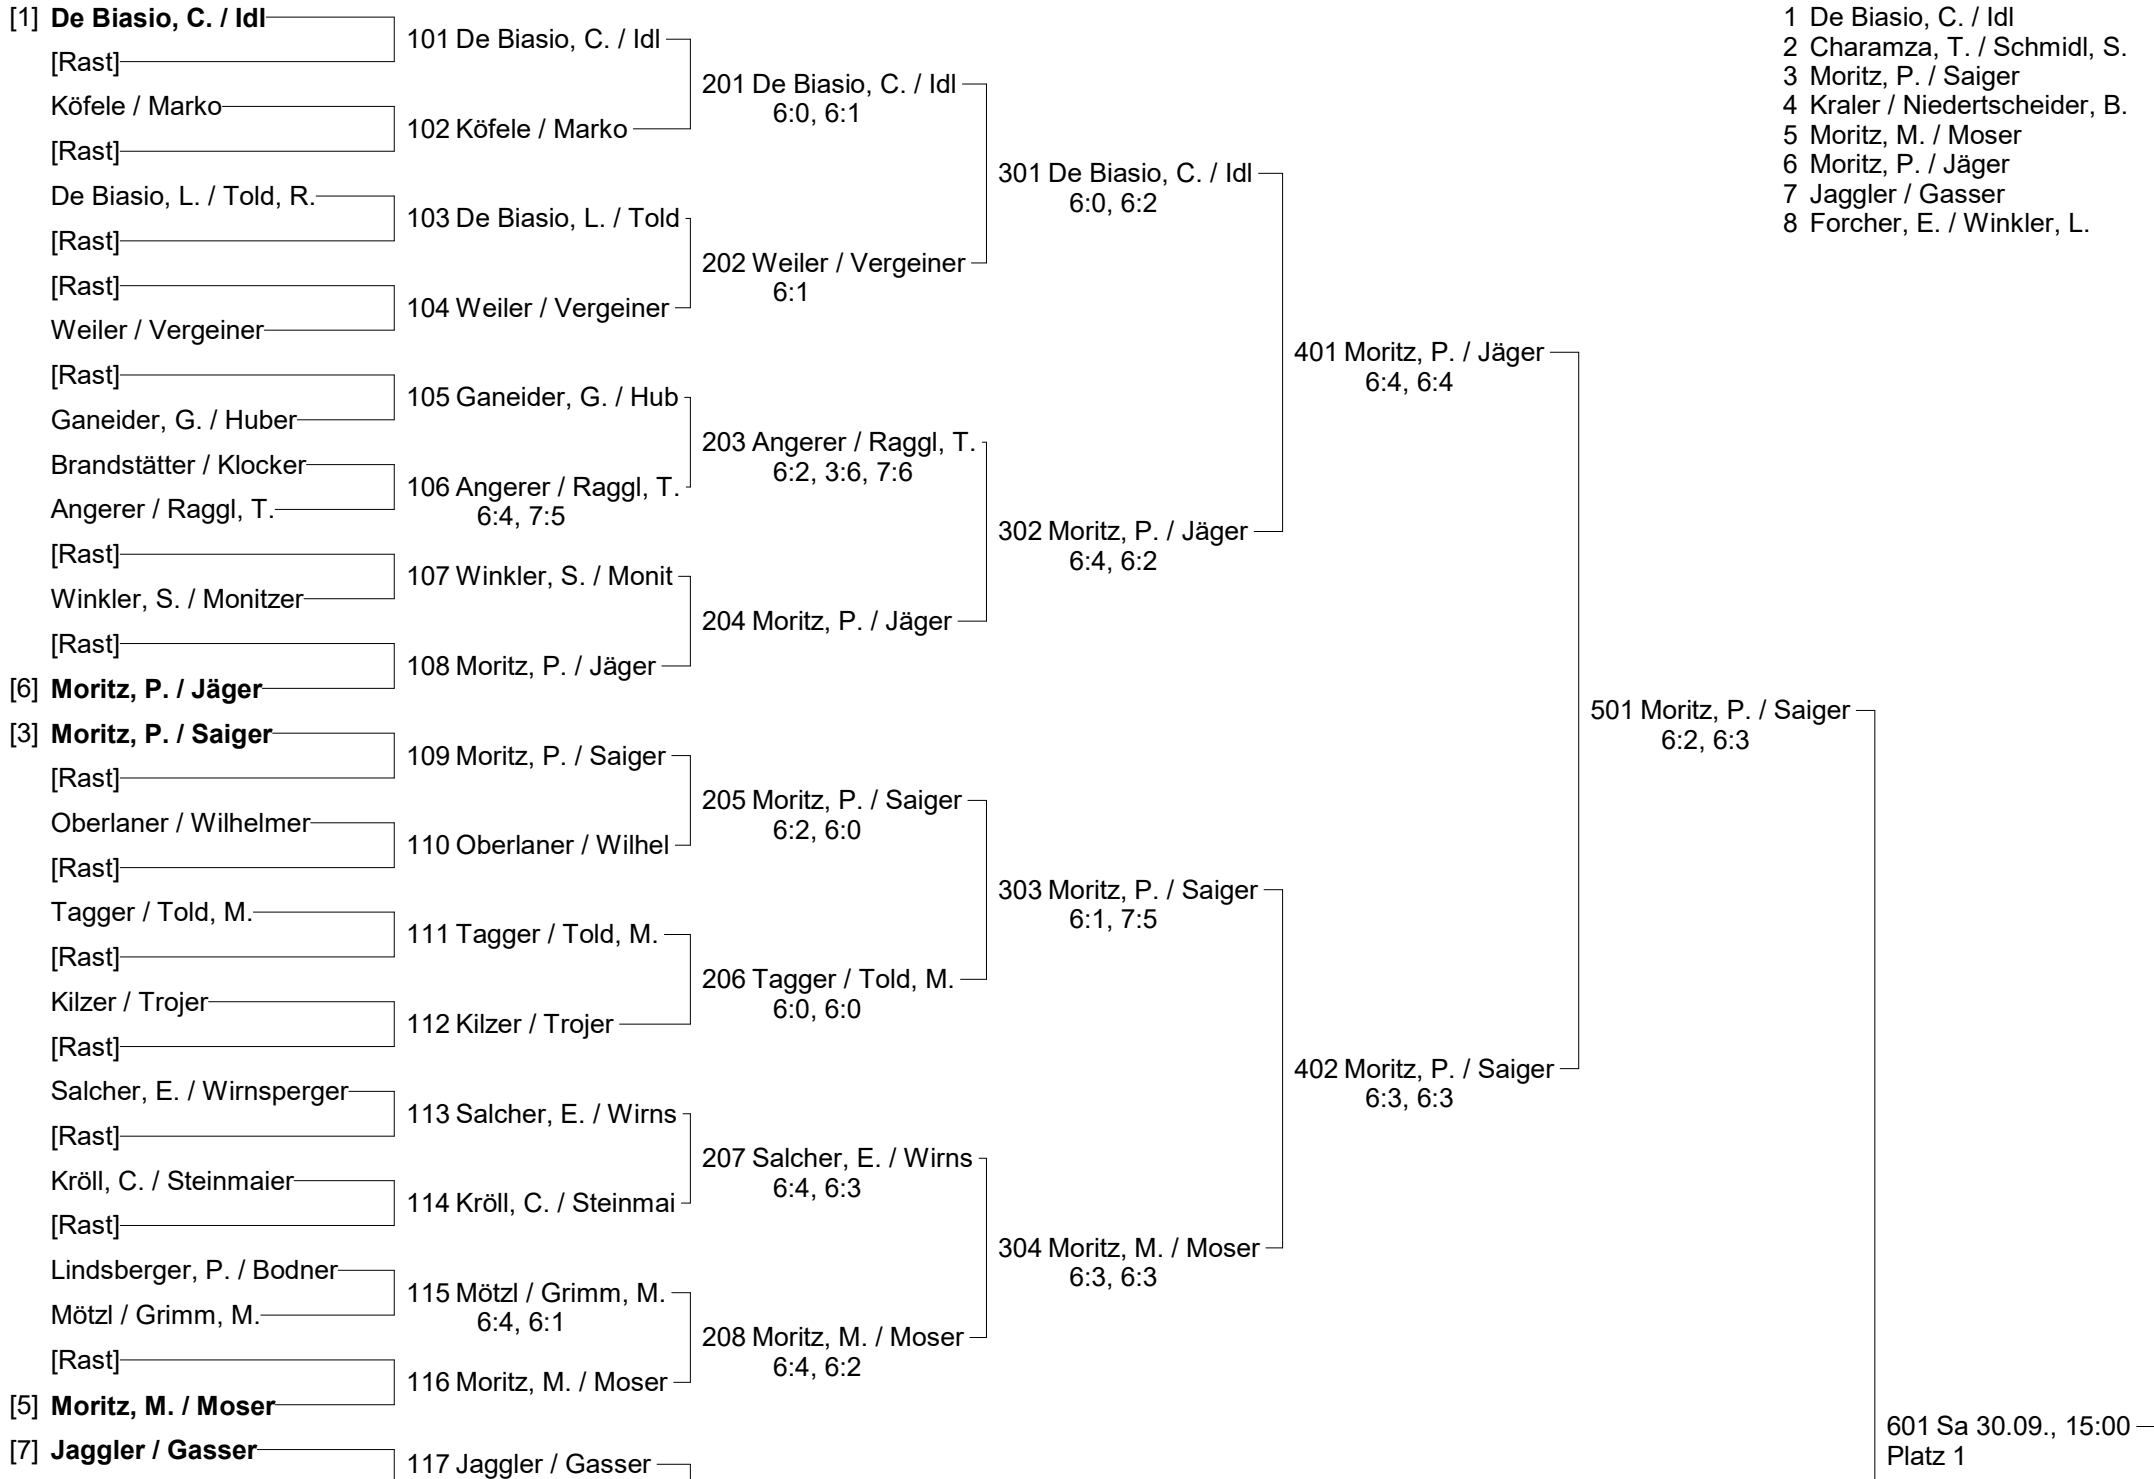 [1] De Biasio, C. / Idl
[Rast]
Köfele / Marko
[Rast]
De Biasio, L. / Told, R.
[Rast]
[Rast]
Weiler / Vergeiner
[Rast]
Ganeider, G. / Huber
Brandstätter / Klocker
Angerer / Raggl, T.
[Rast]
Winkler, S. / Monitzer
[Rast]
[6] Moritz, P. / Jäger
[3] Moritz, P. / Saiger
[Rast]
Oberlaner / Wilhelmer
[Rast]
Tagger / Told, M.
[Rast]
Kilzer / Trojer
[Rast]
Salcher, E. / Wirnsperger
[Rast]
Kröll, C. / Steinmaier
[Rast]
Lindsberger, P. / Bodner
Mötzl / Grimm, M.
[Rast]
[5] Moritz, M. / Moser
[7] Jaggler / Gasser
101 De Biasio, C. / Idl
102 Köfele / Marko
103 De Biasio, L. / Told
104 Weiler / Vergeiner
105 Ganeider, G. / Hub
106 Angerer / Raggl, T.
6:4, 7:5
107 Winkler, S. / Monit
108 Moritz, P. / Jäger
109 Moritz, P. / Saiger
110 Oberlaner / Wilhel
111 Tagger / Told, M.
112 Kilzer / Trojer
113 Salcher, E. / Wirns
114 Kröll, C. / Steinmai
115 Mötzl / Grimm, M.
6:4, 6:1
116 Moritz, M. / Moser
117 Jaggler / Gasser
201 De Biasio, C. / Idl
6:0, 6:1
202 Weiler / Vergeiner
6:1
203 Angerer / Raggl, T.
6:2, 3:6, 7:6
204 Moritz, P. / Jäger
205 Moritz, P. / Saiger
6:2, 6:0
206 Tagger / Told, M.
6:0, 6:0
207 Salcher, E. / Wirns
6:4, 6:3
208 Moritz, M. / Moser
6:4, 6:2
301 De Biasio, C. / Idl
6:0, 6:2
302 Moritz, P. / Jäger
6:4, 6:2
303 Moritz, P. / Saiger
6:1, 7:5
304 Moritz, M. / Moser
6:3, 6:3
401 Moritz, P. / Jäger
6:4, 6:4
402 Moritz, P. / Saiger
6:3, 6:3
501 Moritz, P. / Saiger
6:2, 6:3
601 Sa 30.09., 15:00
Platz 1
1 De Biasio, C. / Idl
2 Charamza, T. / Schmidl, S.
3 Moritz, P. / Saiger
4 Kraler / Niedertscheider, B.
5 Moritz, M. / Moser
6 Moritz, P. / Jäger
7 Jaggler / Gasser
8 Forcher, E. / Winkler, L.